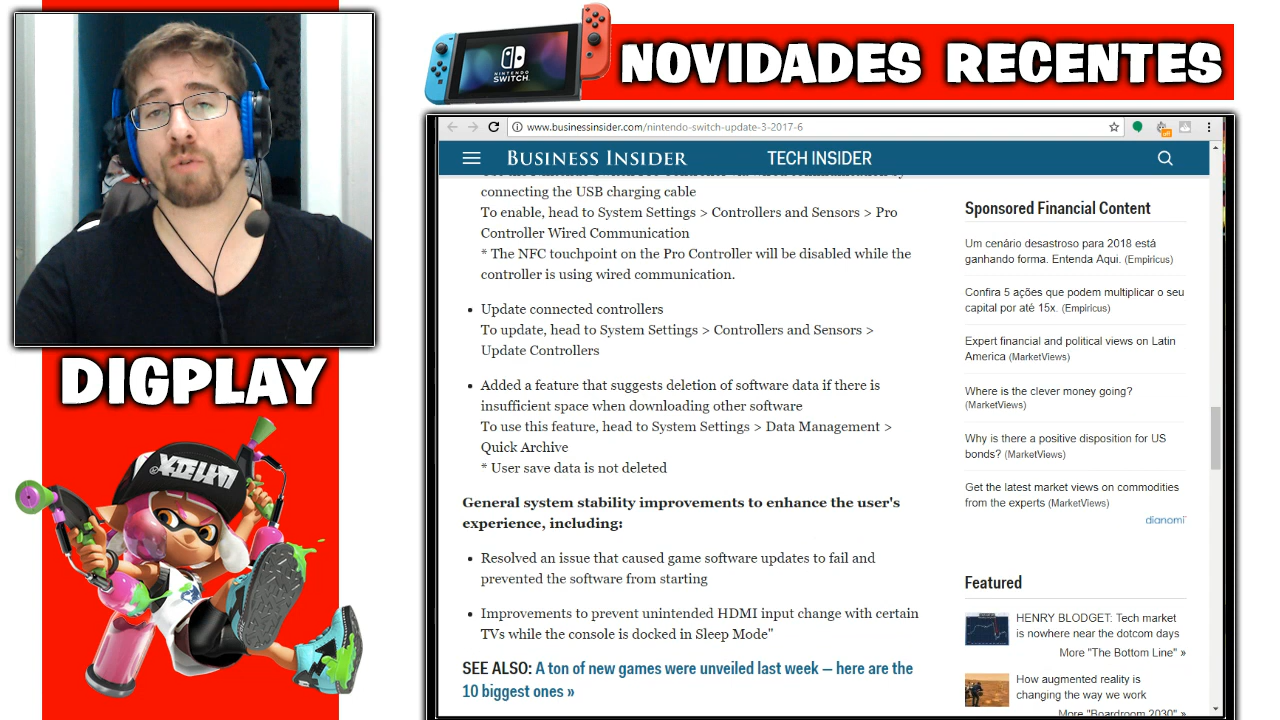 NINTENDO
SWITCH
NOVIDADES RECENTES
www.businessinsider.com/nintendo-switch-update-3-2017-6
BUSINESS INSIDER
TECH INSIDER
connecting the USB charging cable
To enable, head to System Settings > Controllers and Sensors > Pro
Controller Wired Communication
* The NFC touchpoint on the Pro Controller will be disabled while the
controller is using wired communication.
• Update connected controllers
To update, head to System Settings > Controllers and Sensors >
Update Controllers
• Added a feature that suggests deletion of software data if there is
insufficient space when downloading other software
To use this feature, head to System Settings > Data Management >
Quick Archive
* User save data is not deleted
General system stability improvements to enhance the user's
experience, including:
• Resolved an issue that caused game software updates to fail and
prevented the software from starting
• Improvements to prevent unintended HDMI input change with certain
TVs while the console is docked in Sleep Mode"
SEE ALSO: A ton of new games were unveiled last week — here are the
10 biggest ones »
Sponsored Financial Content
Um cenário desastroso para 2018 está
ganhando forma. Entenda Aqui. (Empiricus)
Confira 5 ações que podem multiplicar o seu
capital por até 15x. (Empiricus)
Expert financial and political views on Latin
America (MarketViews)
Where is the clever money going?
(MarketViews)
Why is there a positive disposition for US
bonds? (MarketViews)
Get the latest market views on commodities
from the experts (MarketViews)
dianomi
Featured
HENRY BLODGET: Tech market
is nowhere near the dotcom days
More "The Bottom Line" »
How augmented reality is
changing the way we work
More "Boardroom 2030" »
DIGPLAY